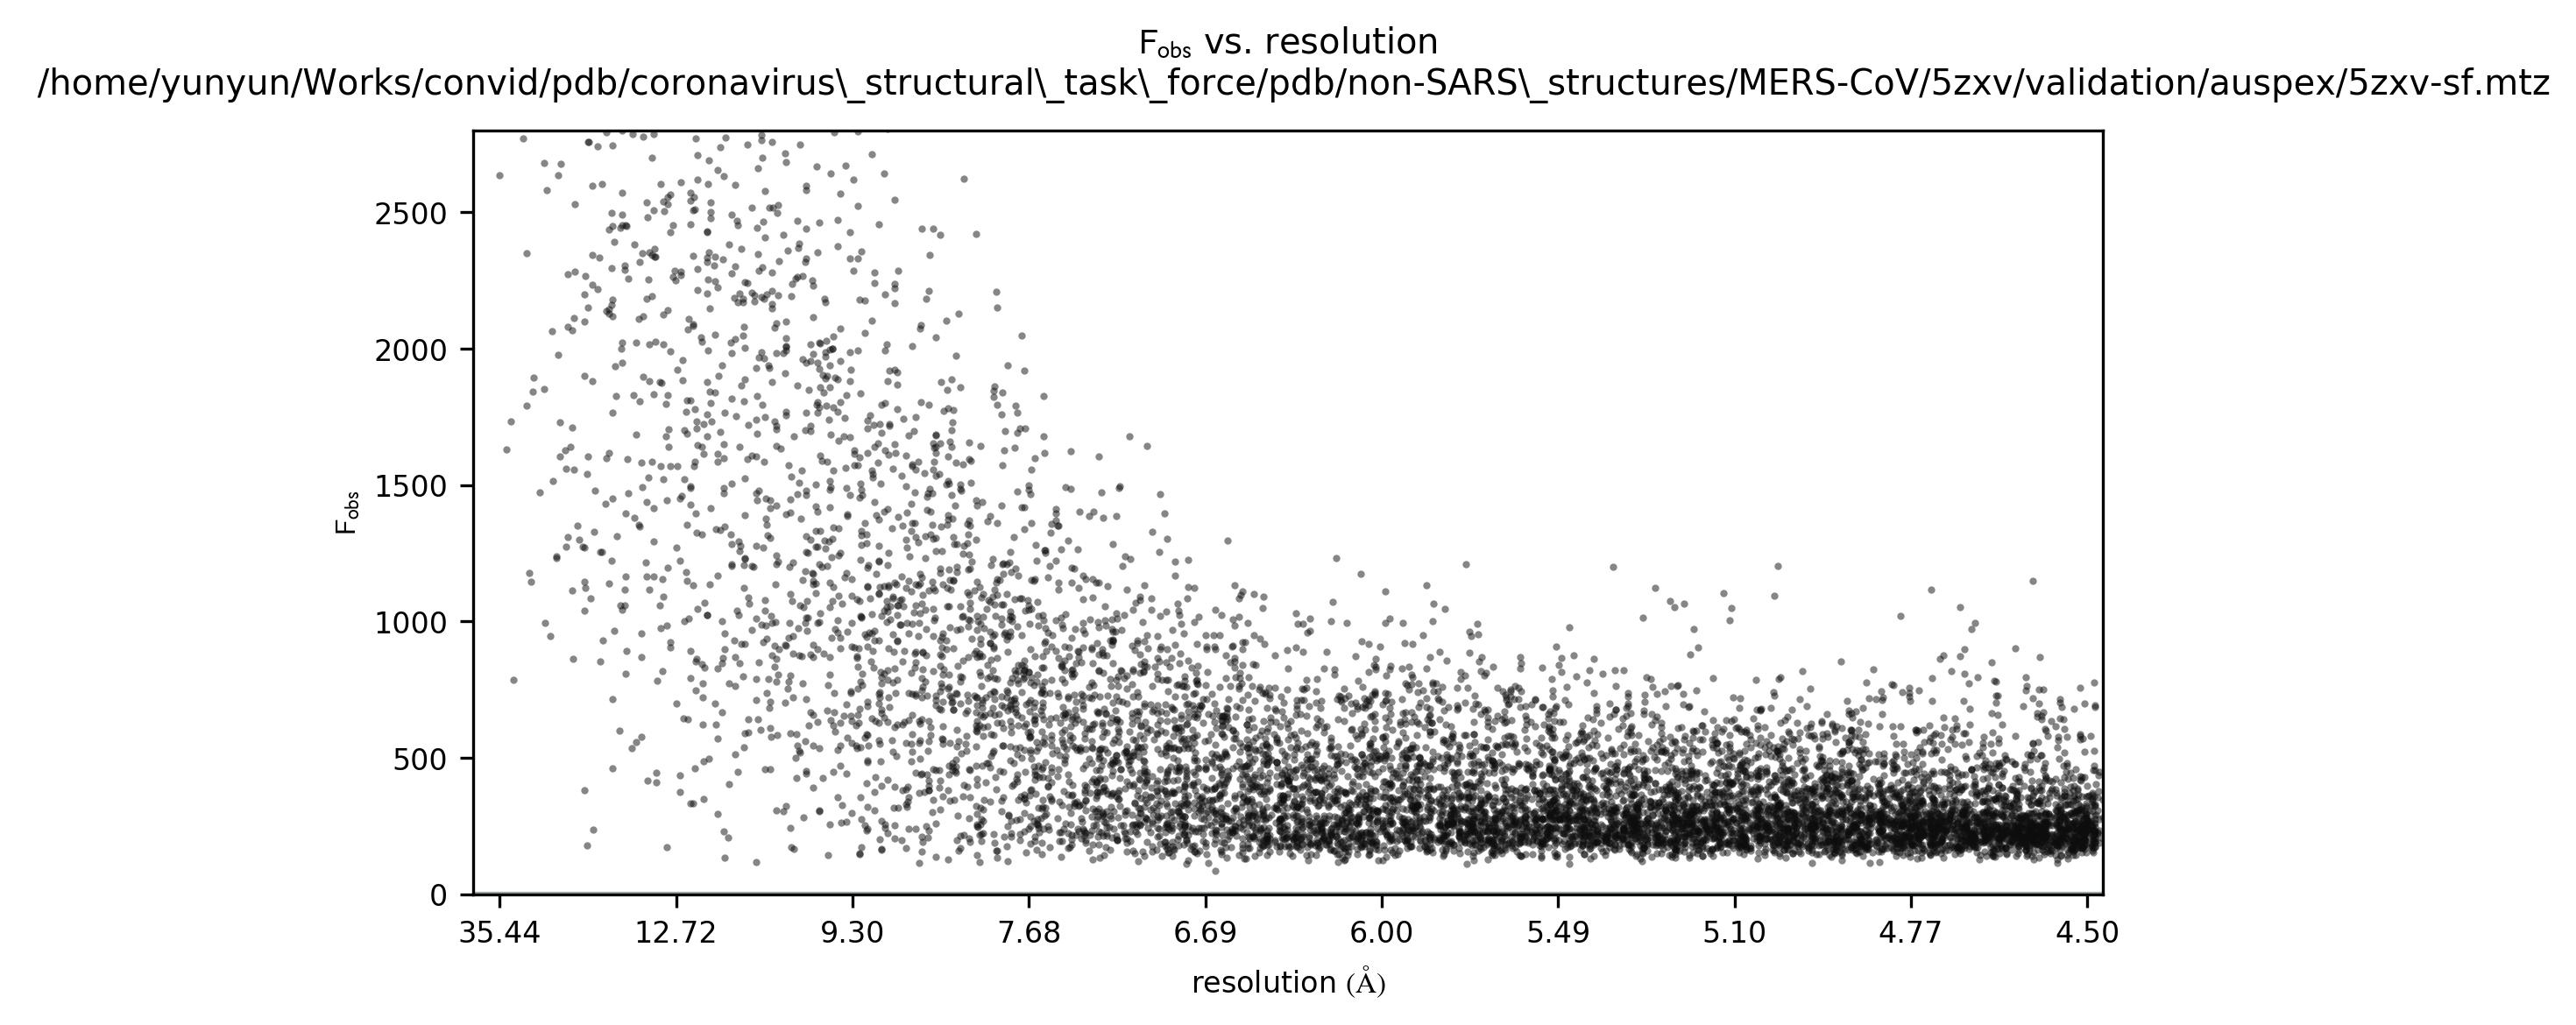 F_obs vs. resolution
/home/yunyun/Works/convid/pdb/coronavirus\_structural\_task\_force/pdb/non-SARS\_structures/MERS-CoV/5zxv/validation/auspex/5zxv-sf.mtz
2500
2000
1500
1000
500
0
F_obs
35.44 12.72 9.30 7.68 6.69 6.00 5.49 5.10 4.77 4.50
resolution (Å)